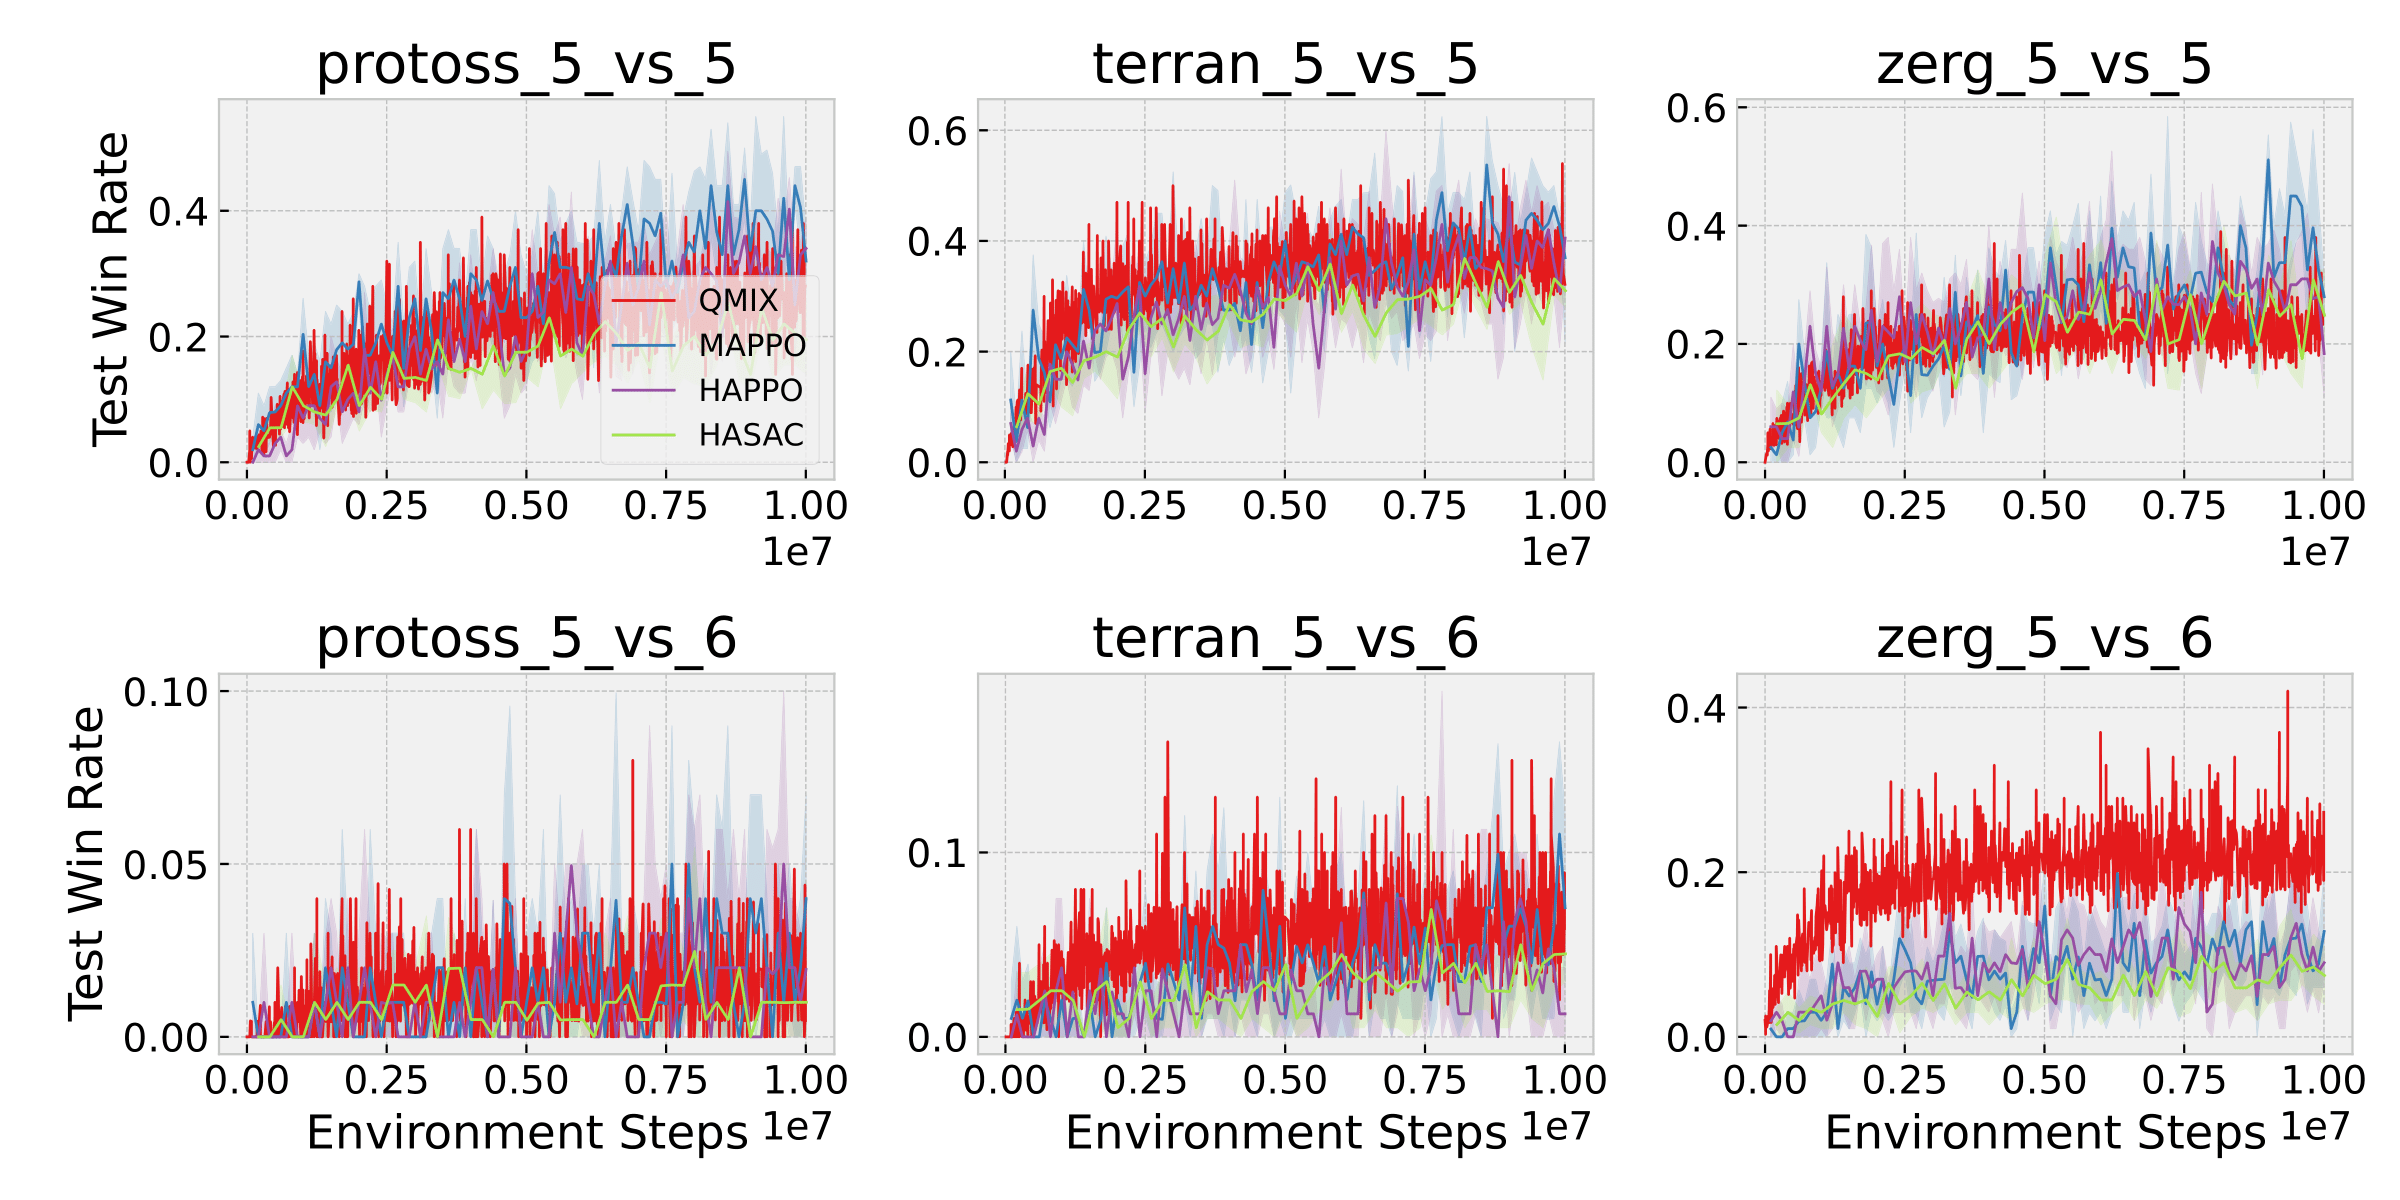 protoss_5_vs_5
terran_5_vs_5
zerg_5_vs_5
Test Win Rate
0.4
0.2
0.0
0.6
0.4
0.2
0.0
0.6
0.4
0.2
0.0
QMIX
MAPPO
HAPPO
HASAC
0.00 0.25 0.50 0.75 1.00
1e7
0.00 0.25 0.50 0.75 1.00
1e7
0.00 0.25 0.50 0.75 1.00
1e7
protoss_5_vs_6
terran_5_vs_6
zerg_5_vs_6
Test Win Rate
0.10
0.05
0.00
0.1
0.0
0.4
0.2
0.0
0.00 0.25 0.50 0.75 1.00
Environment Steps 1e7
0.00 0.25 0.50 0.75 1.00
Environment Steps 1e7
0.00 0.25 0.50 0.75 1.00
Environment Steps 1e7